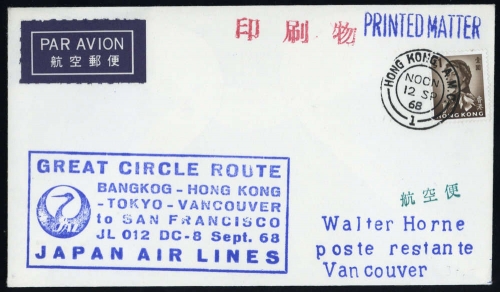 PAR AVION
航空郵便
印刷物
PRINTED MATTER
HONG KONG
NOON
12 SP
68
1
HONG KONG
GREAT CIRCLE ROUTE
BANGKOG - HONG KONG
-TOKYO - VANCOUVER
to SAN FRANCISCO
JL 012 DC-8 Sept. 68
JAPAN AIR LINES
航空便
Walter Horne
poste restante
Vancouver